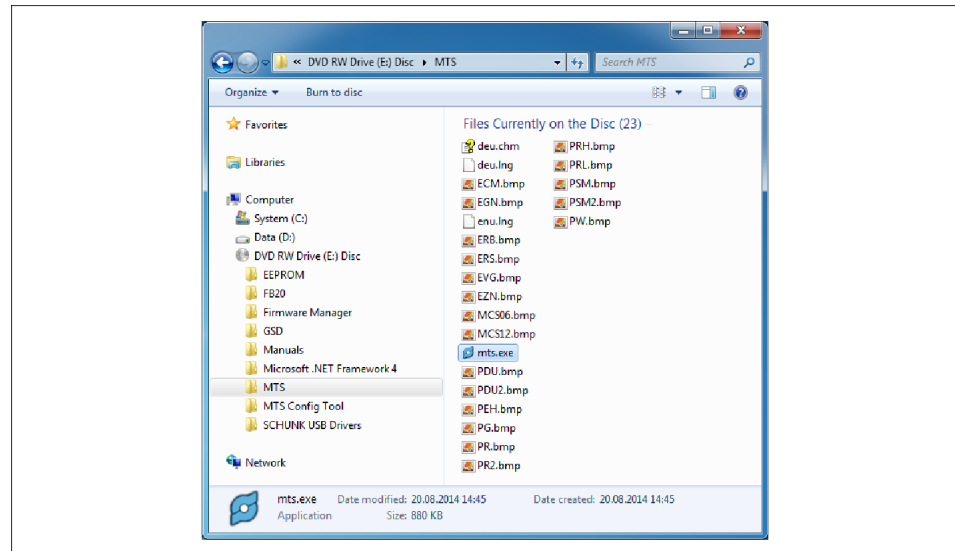 « DVD RW Drive (E:) Disc ▸ MTS
Search MTS
Organize ▾ Burn to disc
Favorites
Libraries
Computer
System (C:)
Data (D:)
DVD RW Drive (E:) Disc
EEPROM
FB20
Firmware Manager
GSD
Manuals
Microsoft .NET Framework 4
MTS
MTS Config Tool
SCHUNK USB Drivers
Network
Files Currently on the Disc (23)
deu.chm
deu.lng
ECM.bmp
EGN.bmp
enu.lng
ERB.bmp
ERS.bmp
EVG.bmp
EZN.bmp
MCS06.bmp
MCS12.bmp
mts.exe
PDU.bmp
PDU2.bmp
PEH.bmp
PG.bmp
PR.bmp
PR2.bmp
PRH.bmp
PRL.bmp
PSM.bmp
PSM2.bmp
PW.bmp
mts.exe Date modified: 20.08.2014 14:45 Date created: 20.08.2014 14:45
Application Size: 880 KB